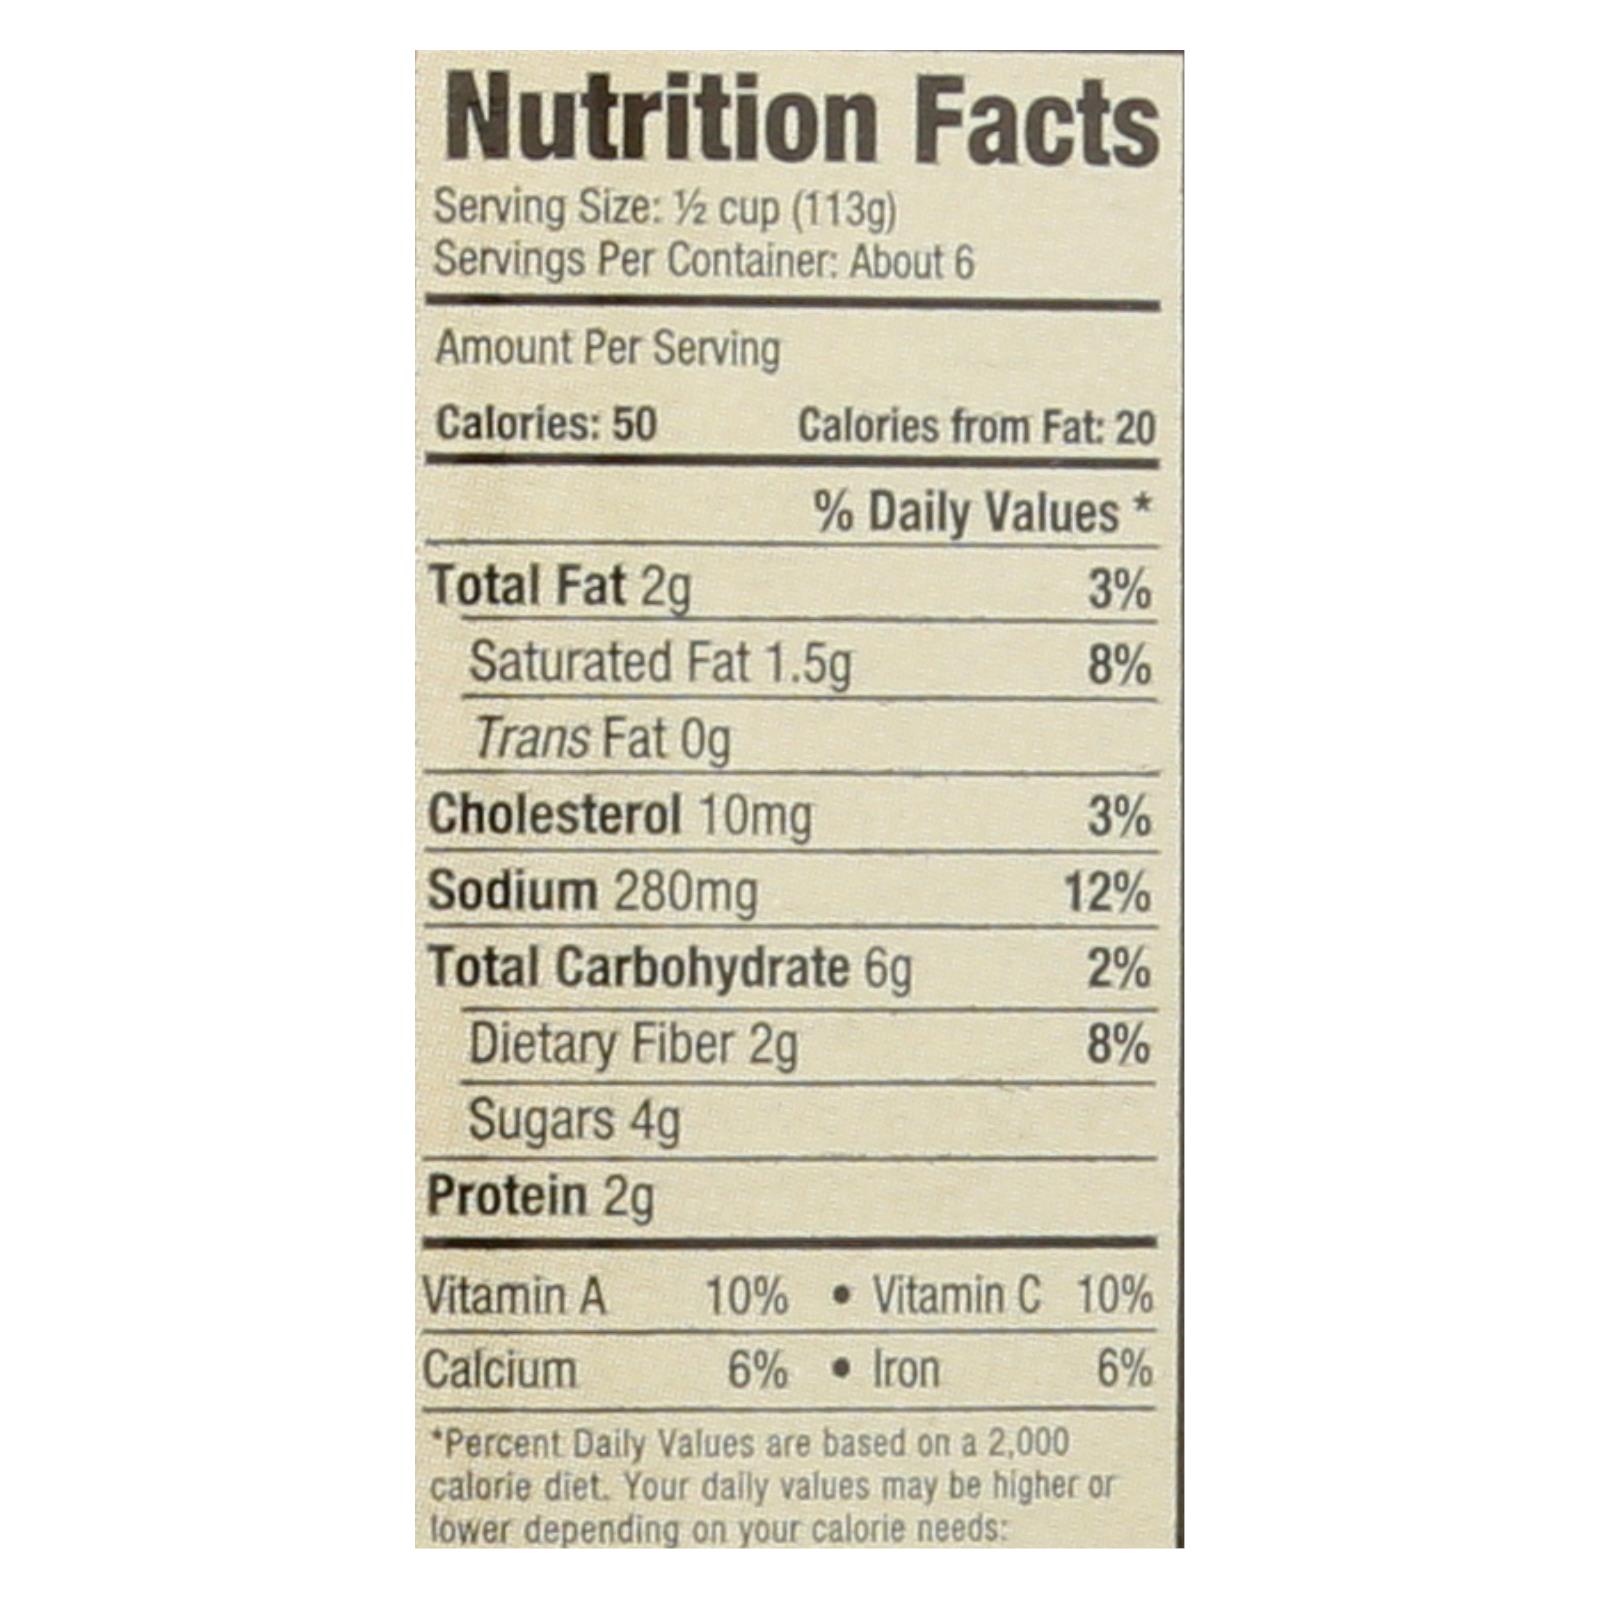 Nutrition Facts
Serving Size: ½ cup (113g)
Servings Per Container: About 6
Amount Per Serving
Calories: 50 Calories from Fat: 20
% Daily Values *
Total Fat 2g 3%
Saturated Fat 1.5g 8%
Trans Fat 0g
Cholesterol 10mg 3%
Sodium 280mg 12%
Total Carbohydrate 6g 2%
Dietary Fiber 2g 8%
Sugars 4g
Protein 2g
Vitamin A 10% • Vitamin C 10%
Calcium 6% • Iron 6%
*Percent Daily Values are based on a 2,000
calorie diet. Your daily values may be higher or
lower depending on your calorie needs: